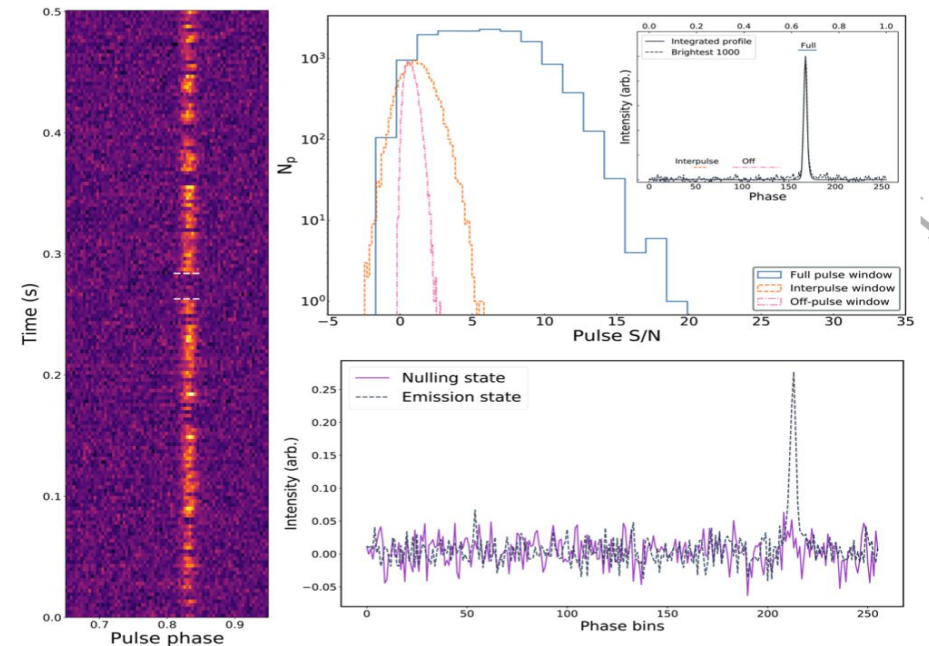 0.5
0.4
0.3
0.2
0.1
0.0
Time (s)
0.7
0.8
0.9
Pulse phase
10³
10²
10¹
10⁰
Nₚ
−5
0
5
10
15
20
25
30
35
Pulse S/N
Full pulse window
Interpulse window
Off-pulse window
0.0
0.2
0.4
0.6
0.8
1.0
Integrated profile
Brightest 1000
Full
Interpulse
Off
Intensity (arb.)
0
50
100
150
200
250
Phase
Nulling state
Emission state
0.25
0.20
0.15
0.10
0.05
0.00
−0.05
Intensity (arb.)
0
50
100
150
200
250
Phase bins